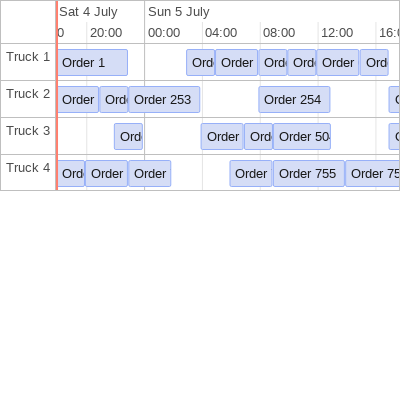 Sat 4 July Sun 5 July
0 20:00 00:00 04:00 08:00 12:00 16:0
Truck 1 Order 1 Ord Order Ord Ord Order Ord
Truck 2 Order Ord Order 253 Order 254
Truck 3 Ord Order Ord Order 50
Truck 4 Ord Order Order Order Order 755 Order 75